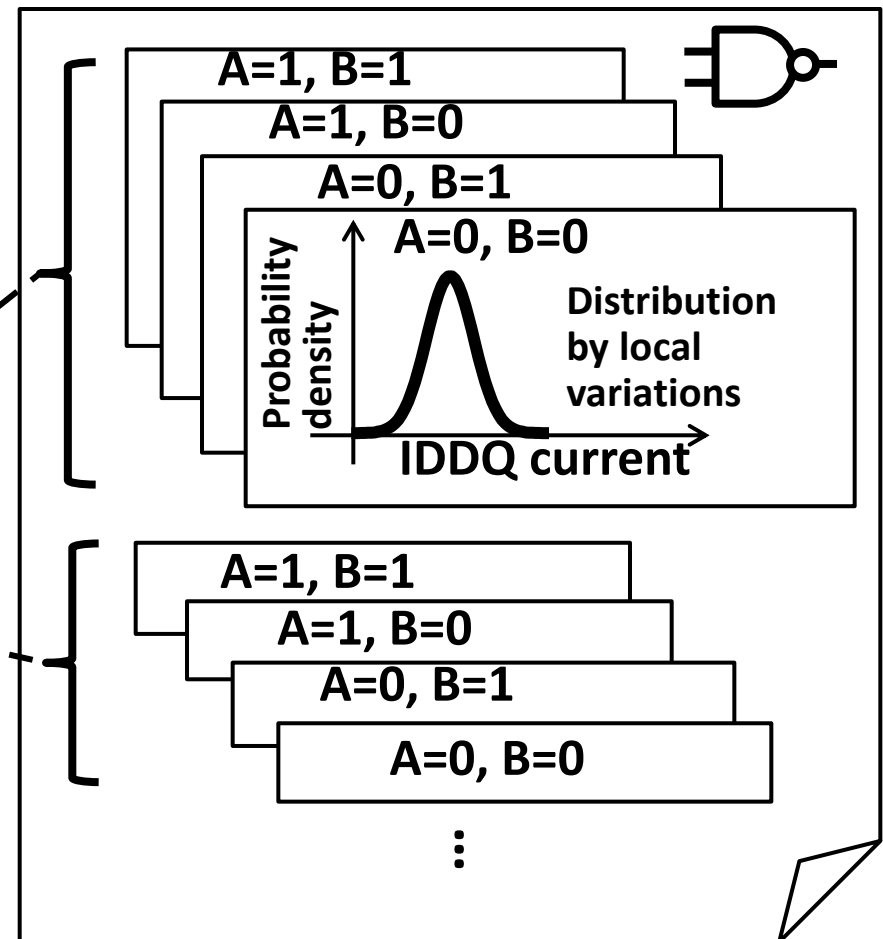 A=1, B=1
A=1, B=0
A=0, B=1
A=0, B=0
Probability
density
Distribution
by local
variations
IDDQ current
A=1, B=1
A=1, B=0
A=0, B=1
A=0, B=0